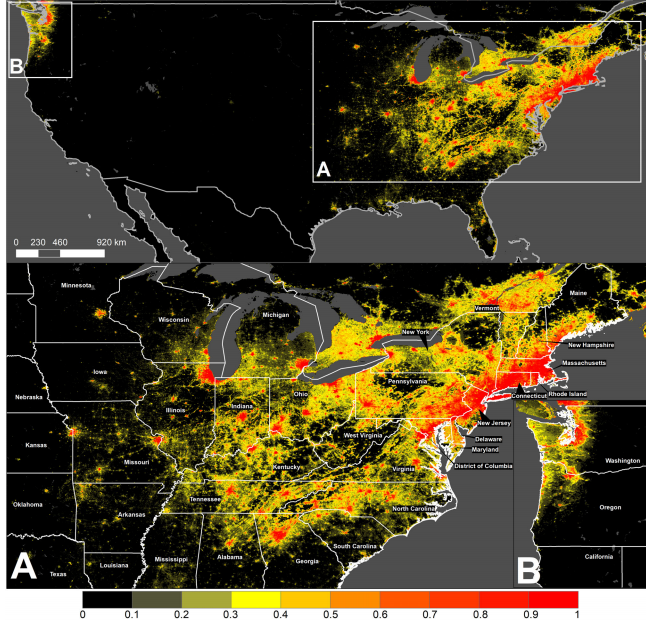 B
A
0 230 460 920 km
Minnesota
Wisconsin
Michigan
Maine
Vermont
New York
New Hampshire
Massachusetts
Iowa
Nebraska
Pennsylvania
Ohio
Connecticut Rhode Island
Illinois
Indiana
New Jersey
West Virginia
Delaware
Kansas
Maryland
Missouri
Kentucky
Virginia
District of Columbia
Washington
Tennessee
Oklahoma
North Carolina
Oregon
Arkansas
South Carolina
California
Mississippi
Alabama
Georgia
Louisiana
Texas
A
B
0 0.1 0.2 0.3 0.4 0.5 0.6 0.7 0.8 0.9 1